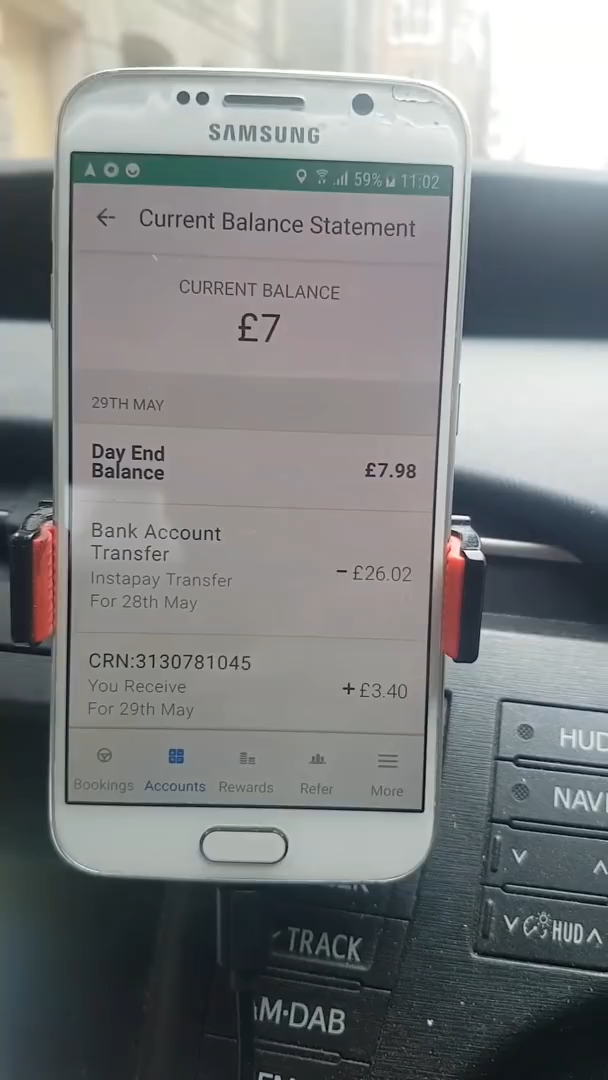 SAMSUNG
59% 11:02
← Current Balance Statement
CURRENT BALANCE
£7
29TH MAY
Day End
Balance
£7.98
Bank Account
Transfer
Instapay Transfer
For 28th May
- £26.02
CRN:3130781045
You Receive
For 29th May
+ £3.40
Bookings Accounts Rewards Refer More
HUD
NAVI
HUD
TRACK
AM·DAB